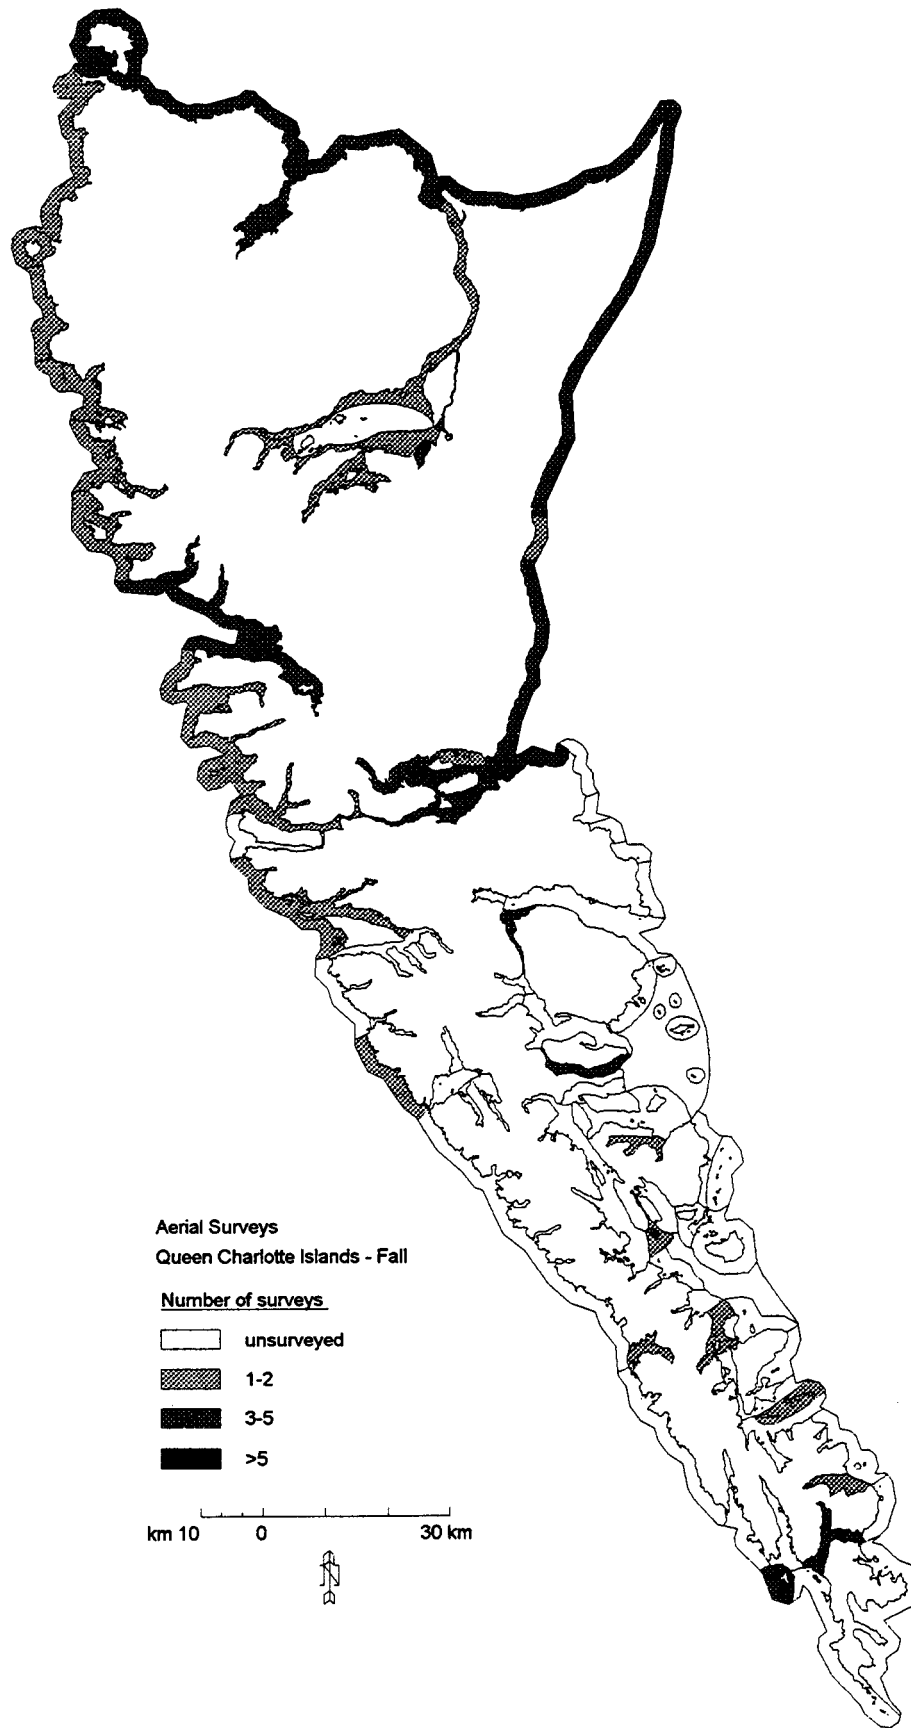 Aerial Surveys
Queen Charlotte Islands - Fall
Number of surveys
unsurveyed
1-2
3-5
>5
km 10 0 30 km
N